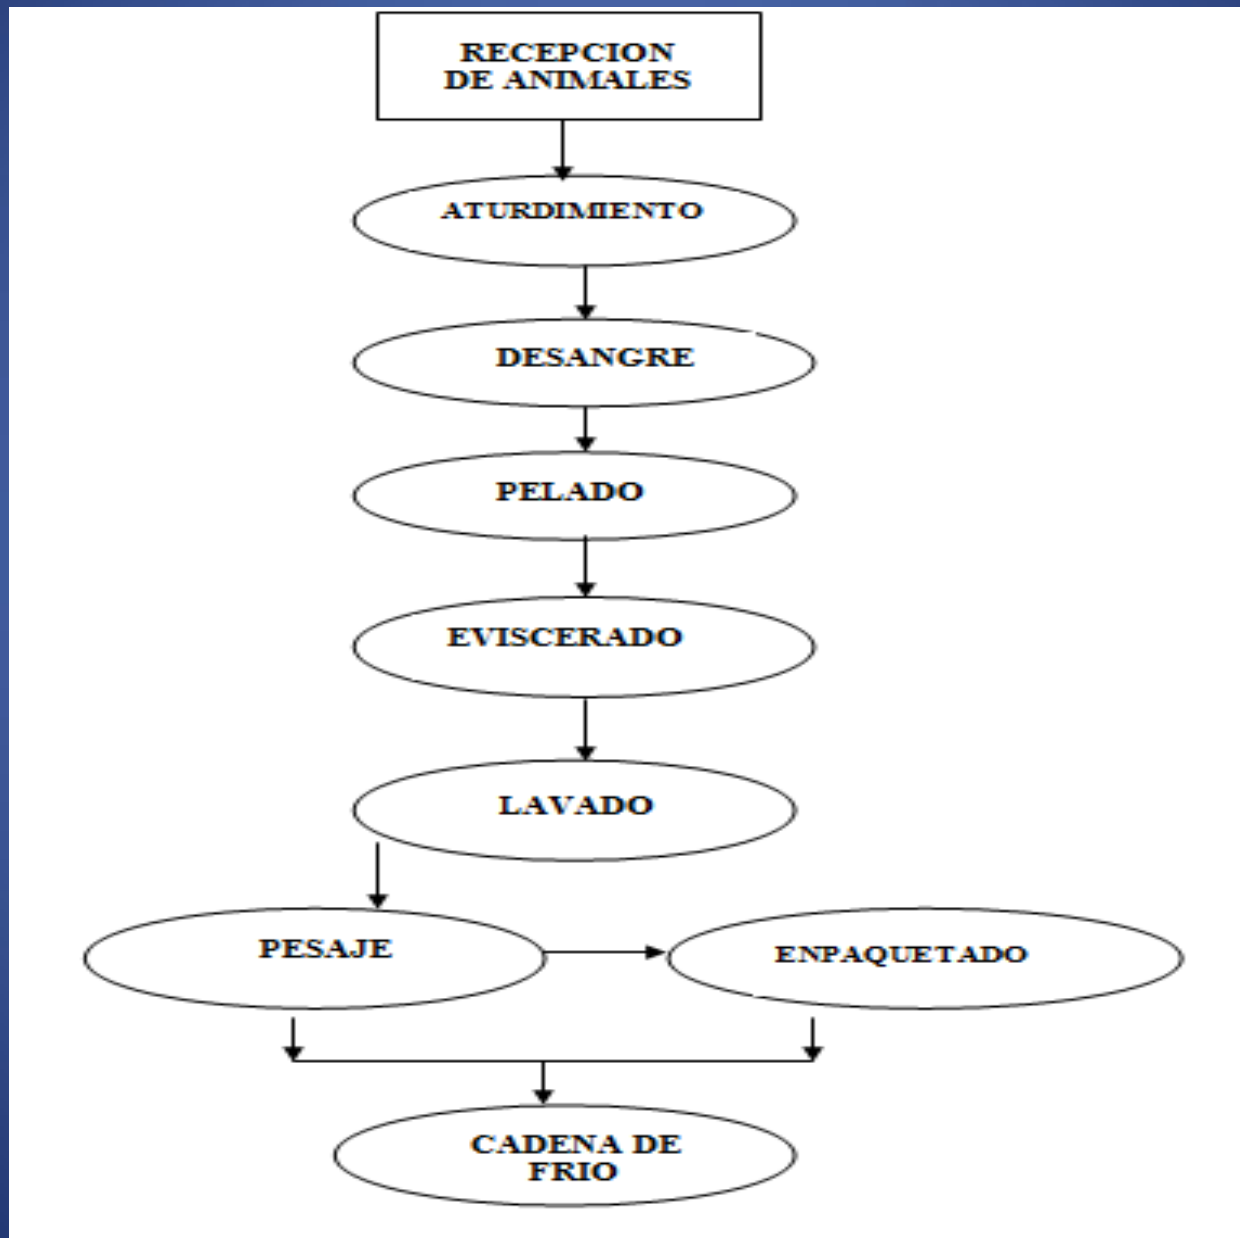 RECEPCION
DE ANIMALES
ATURDIMIENTO
DESANGRE
PELADO
EVISCERADO
LAVADO
PESAJE
ENPAQUETADO
CADENA DE
FRIO